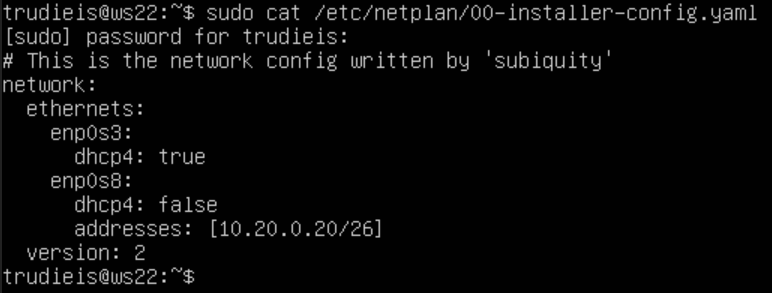 trudieis@ws22:~$ sudo cat /etc/netplan/00-installer-config.yaml
[sudo] password for trudieis:
# This is the network config written by 'subiquity'
network:
  ethernets:
    enp0s3:
      dhcp4: true
    enp0s8:
      dhcp4: false
      addresses: [10.20.0.20/26]
  version: 2
trudieis@ws22:~$